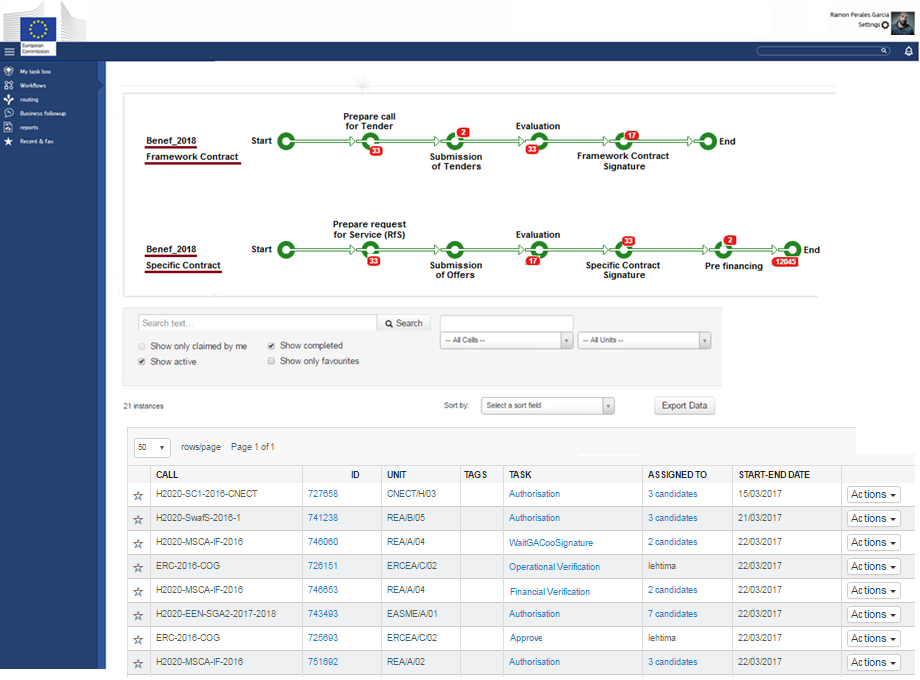 Ramon Perales Garcia
Settings
European
Commission
My task box
Workflows
routing
Business followup
reports
Recent & Fav.
Prepare call
for Tender
Benef_2018
Framework Contract
Start
33
2
Submission
of Tenders
Evaluation
33
17
Framework Contract
Signature
End
Prepare request
for Service (RfS)
Benef_2018
Specific Contract
Start
33
Submission
of Offers
Evaluation
17
33
Specific Contract
Signature
2
Pre financing
End
12045
Search text...
Search
Show only claimed by me
Show completed
Show active
Show only favourites
-- All Calls --
-- All Units --
21 instances
Sort by:
Select a sort field
Export Data
50 rows/page Page 1 of 1
CALL ID UNIT TAGS TASK ASSIGNED TO START-END DATE
H2020-SC1-2016-CNECT 727658 CNECT/H/03 Authorisation 3 candidates 15/03/2017 Actions
H2020-SwafS-2016-1 741238 REA/B/05 Authorisation 3 candidates 21/03/2017 Actions
H2020-MSCA-IF-2016 746060 REA/A/04 WaitGACooSignature 2 candidates 22/03/2017 Actions
ERC-2016-COG 726151 ERCEA/C/02 Operational Verification lehtima 22/03/2017 Actions
H2020-MSCA-IF-2016 746653 REA/A/04 Financial Verification 2 candidates 22/03/2017 Actions
H2020-EEN-SGA2-2017-2018 743493 EASME/A/01 Authorisation 7 candidates 22/03/2017 Actions
ERC-2016-COG 725693 ERCEA/C/02 Approve lehtima 22/03/2017 Actions
H2020-MSCA-IF-2016 751692 REA/A/02 Authorisation 3 candidates 22/03/2017 Actions